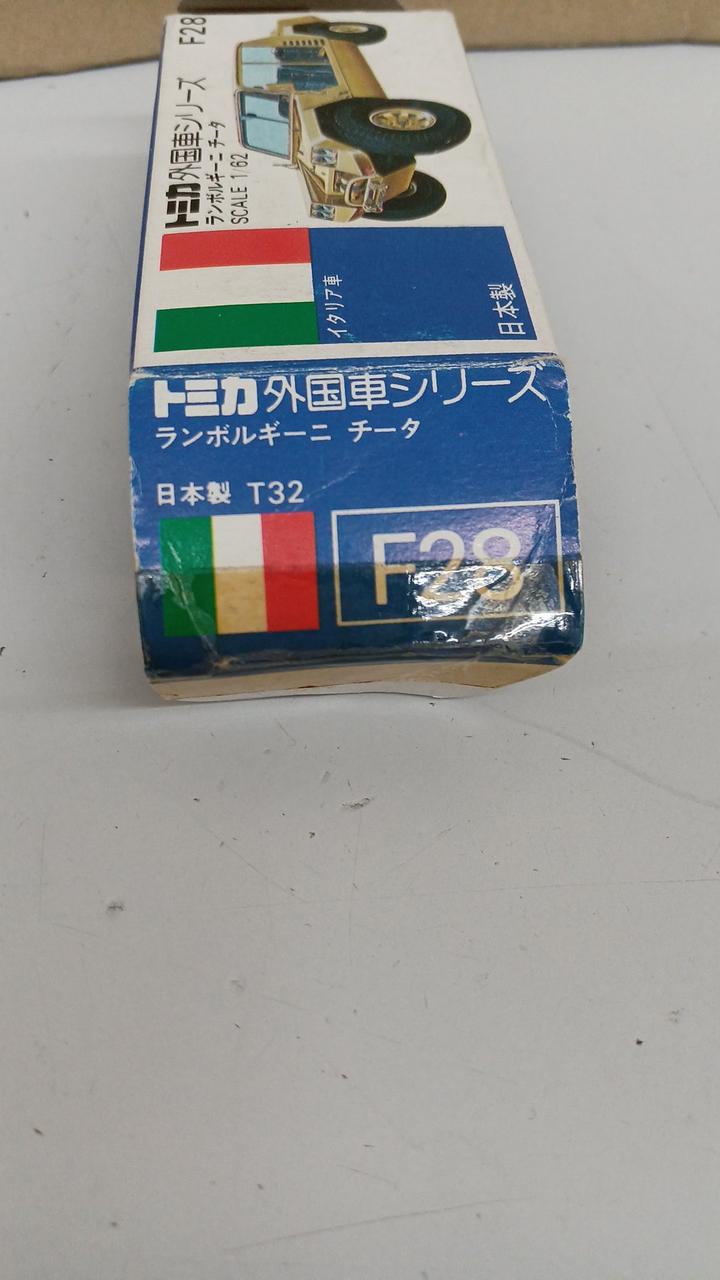 F28
トミカ外国車シリーズ
ランボルギーニ チータ
SCALE 1/62
イタリア車
日本製
トミカ外国車シリーズ
ランボルギーニ チータ
日本製 T32
F28